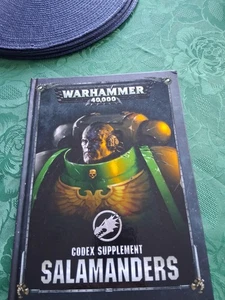 WARHAMMER
40,000
CODEX SUPPLEMENT
SALAMANDERS